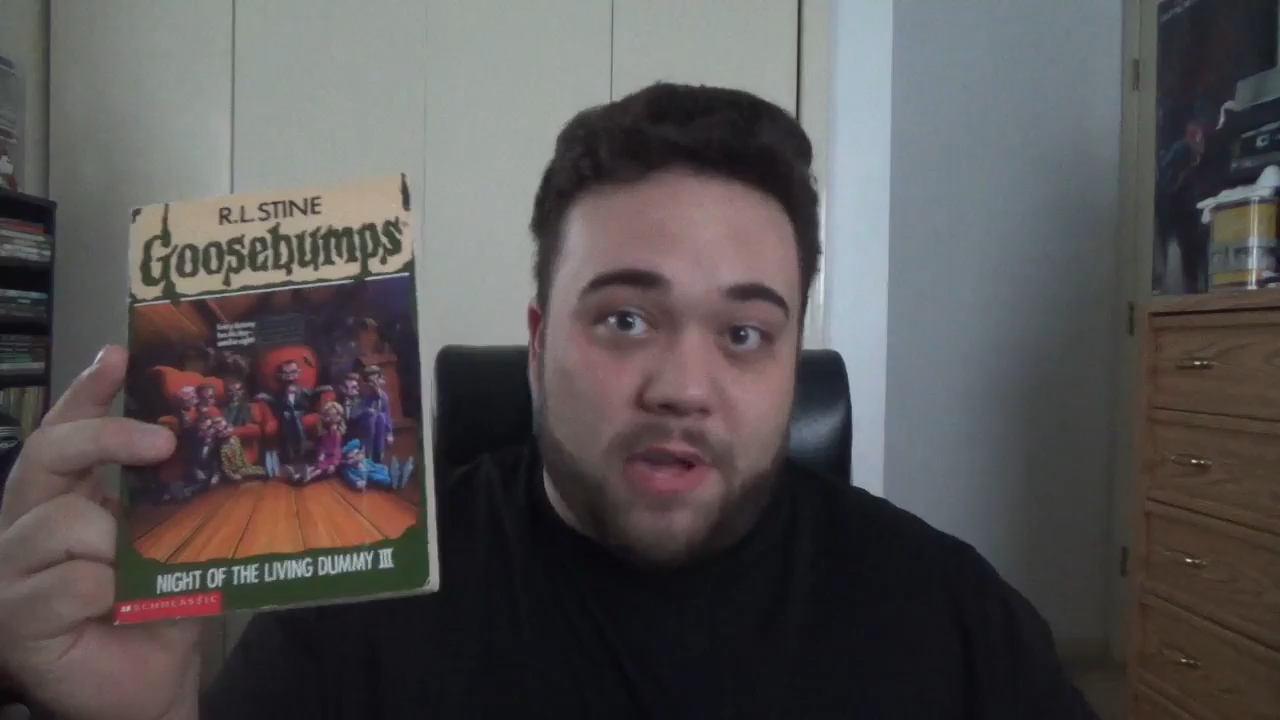 R.L.STINE
Goosebumps
NIGHT OF THE LIVING DUMMY III
SCHOLASTIC